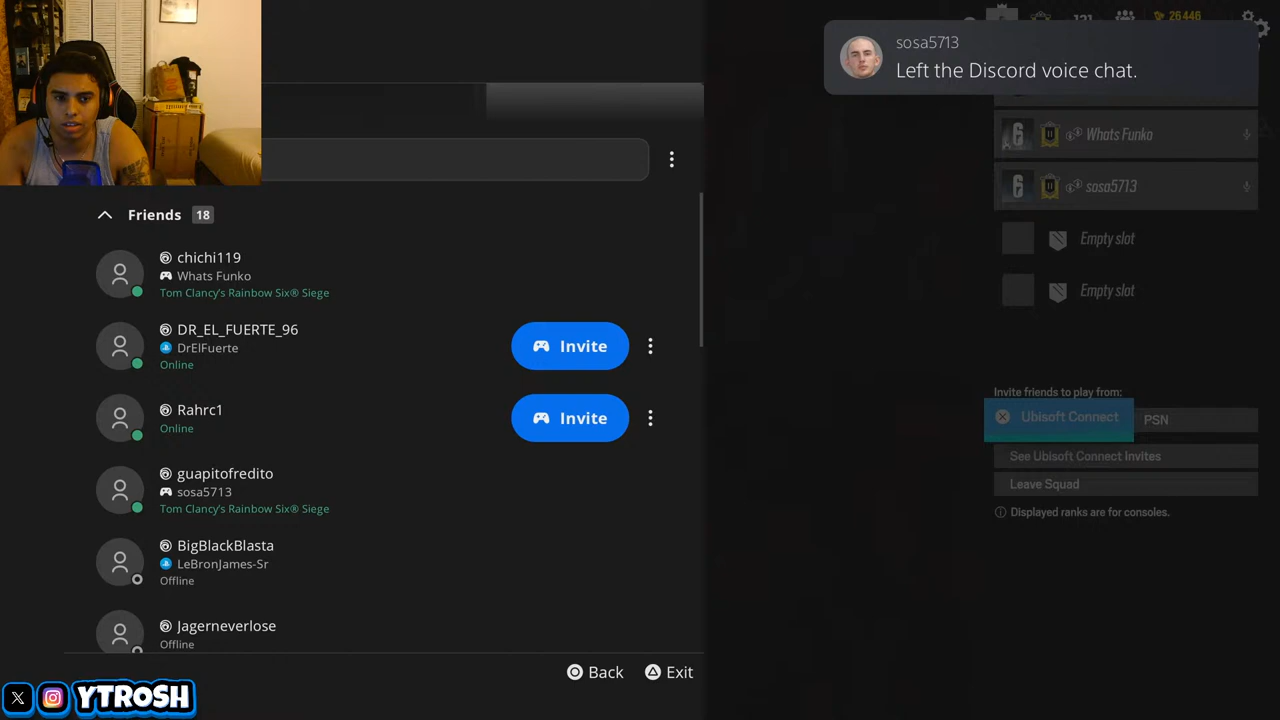 sosa5713
Left the Discord voice chat.
121
26 446
Whats Funko
sosa5713
Empty slot
Empty slot
Friends 18
chichi119
Whats Funko
Tom Clancy's Rainbow Six® Siege
DR_EL_FUERTE_96
DrElFuerte
Online
Invite
Rahrc1
Online
Invite
guapitofredito
sosa5713
Tom Clancy's Rainbow Six® Siege
BigBlackBlasta
LeBronJames-Sr
Offline
Jagerneverlose
Offline
Invite friends to play from:
Ubisoft Connect
PSN
See Ubisoft Connect Invites
Leave Squad
Displayed ranks are for consoles.
Back
Exit
YTROSH